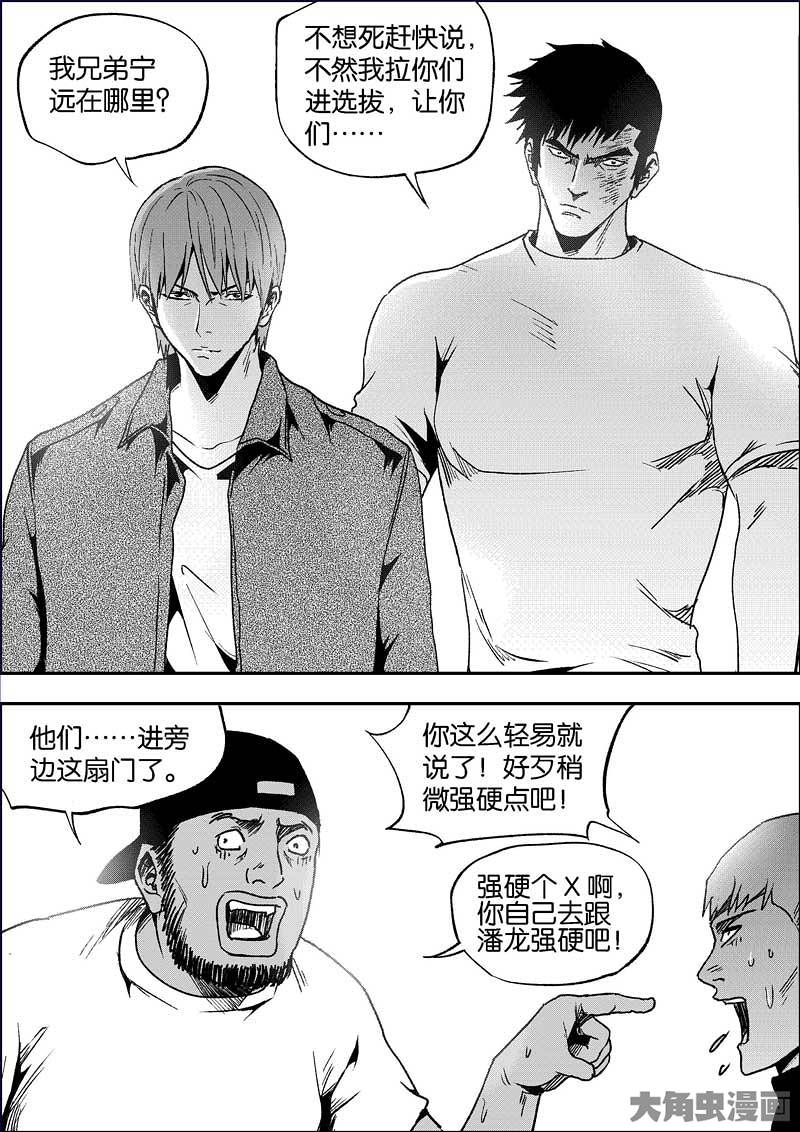 我兄弟宁
远在哪里？
不想死赶快说，
不然我拉你们
进选拔，让你
们……
他们……进旁
边这扇门了。
你这么轻易就
说了！好歹稍
微强硬点吧！
强硬个X啊，
你自己去跟
潘龙强硬吧！
大角虫漫画